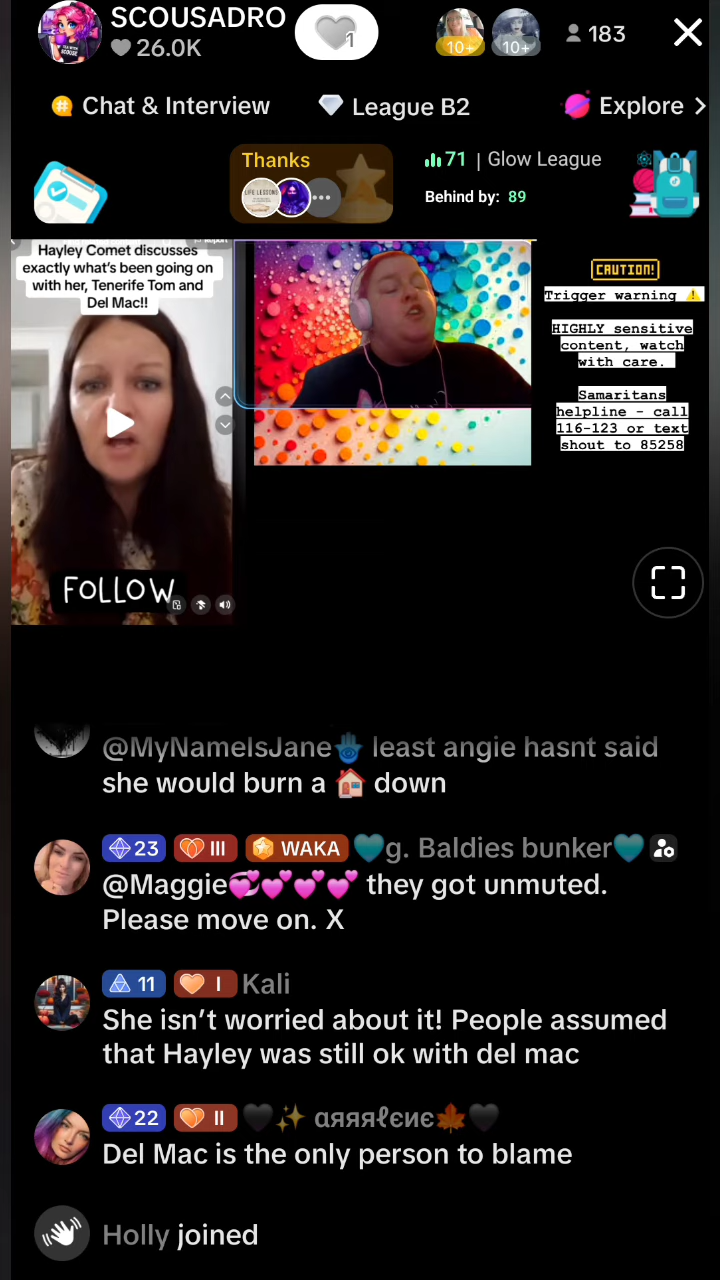 SCOUSADRO
26.0K
1
10+
10+
183
Chat & Interview
League B2
Explore
Thanks
LIFE LESSONS
71 | Glow League
Behind by: 89
Report
Hayley Comet discusses
exactly what's been going on
with her, Tenerife Tom and
Del Mac!!
FOLLOW
CAUTION!
Trigger warning ⚠️
HIGHLY sensitive
content, watch
with care.
Samaritans
helpline - call
116-123 or text
shout to 85258
@MyNameIsJane🪬 least angie hasnt said
she would burn a 🏠 down
23 III WAKA 🩵g. Baldies bunker🩵
@Maggie💞💕💕💕 they got unmuted.
Please move on. X
11 I Kali
She isn't worried about it! People assumed
that Hayley was still ok with del mac
22 II 🖤✨ αяяяℓєиє🍁🖤
Del Mac is the only person to blame
Holly joined